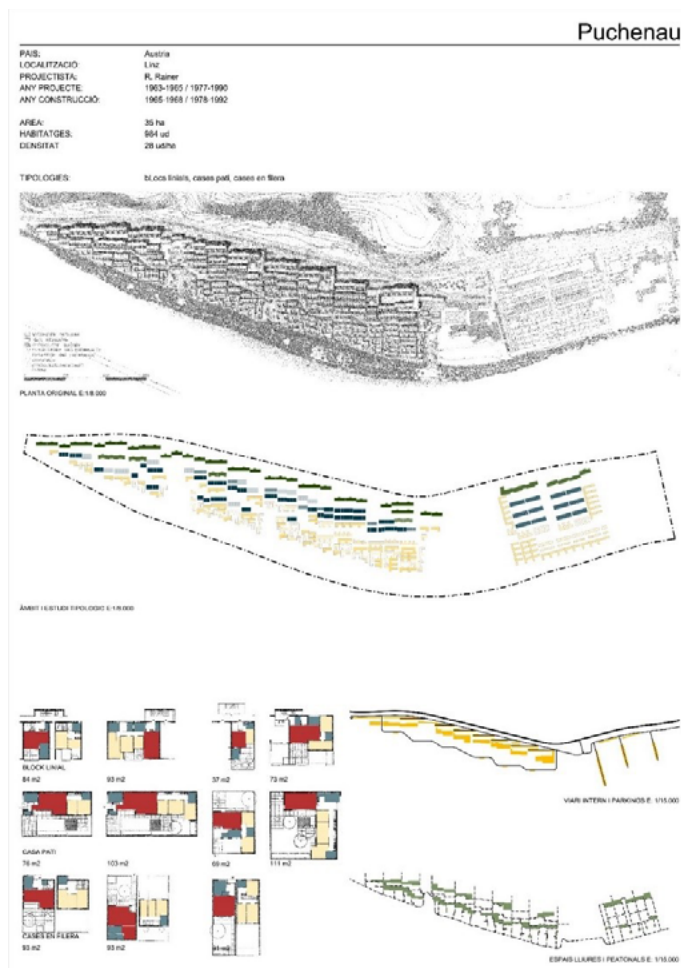 Puchenau
PAIS: Austria
LOCALITZACIÓ: Linz
PROJECTISTA: R. Rainer
ANY PROJECTE: 1963-1965 / 1977-1990
ANY CONSTRUCCIÓ: 1965-1968 / 1978-1992
AREA: 35 ha
HABITATGES: 984 ud
DENSITAT 28 ud/ha
TIPOLOGIES: bLocs linials, cases pati, cases en filera
PLANTA ORIGINAL E:1/8.000
ÀMBIT I ESTUDI TIPOLOGIC E:1/8.000
BLOCK LINIAL
84 m2 93 m2 37 m2 73 m2
VIARI INTERN I PARKINGS E: 1/15.000
CASA PATI
76 m2 103 m2 69 m2 111 m2
CASES EN FILERA
93 m2 93 m2
ESPAIS LLIURES I PEATONALS E: 1/15.000